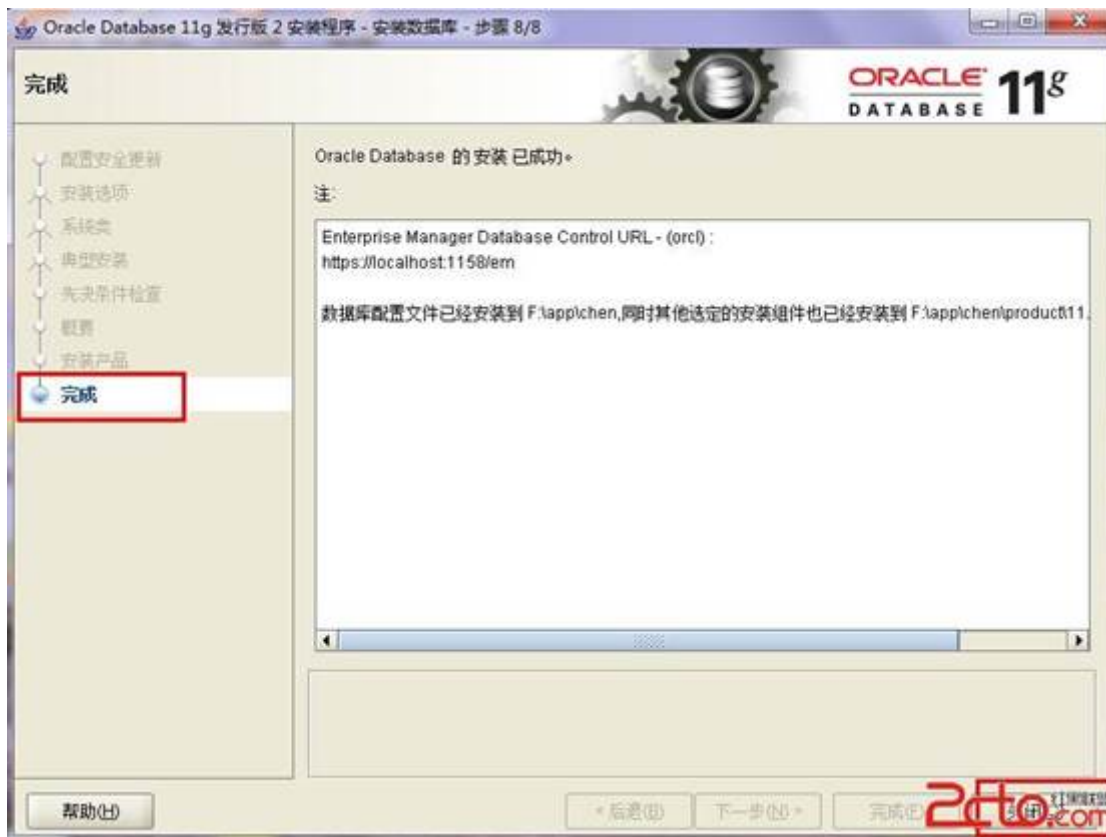 Oracle Database 11g 发行版 2 安装程序 - 安装数据库 - 步骤 8/8
完成
ORACLE
DATABASE
11g
配置安全更新
安装选项
系统类
典型安装
先决条件检查
概要
安装产品
完成
Oracle Database 的 安装 已成功。
注:
Enterprise Manager Database Control URL - (orcl) :
https://localhost:1158/em
数据库配置文件已经安装到 F:\app\chen,同时其他选定的安装组件也已经安装到 F:\app\chen\product\11.
帮助(H)
< 后退(B)
下一步(N) >
完成(F)
2cto.com